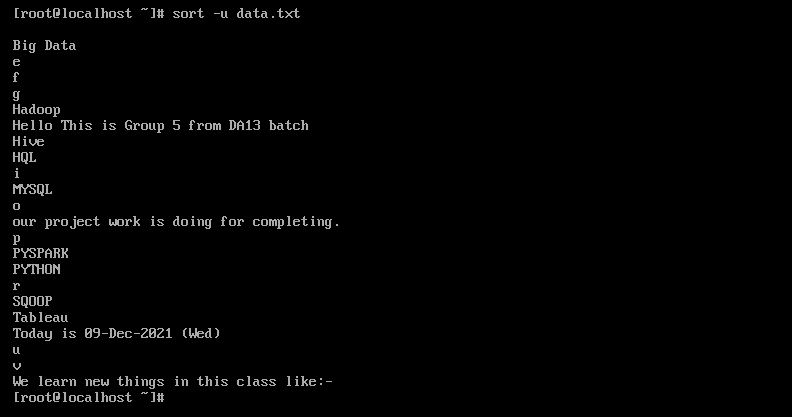 [root@localhost ~]# sort -u data.txt

Big Data
e
f
g
Hadoop
Hello This is Group 5 from DA13 batch
Hive
HQL
i
MYSQL
o
our project work is doing for completing.
p
PYSPARK
PYTHON
r
SQOOP
Tableau
Today is 09-Dec-2021 (Wed)
u
v
We learn new things in this class like:-
[root@localhost ~]#